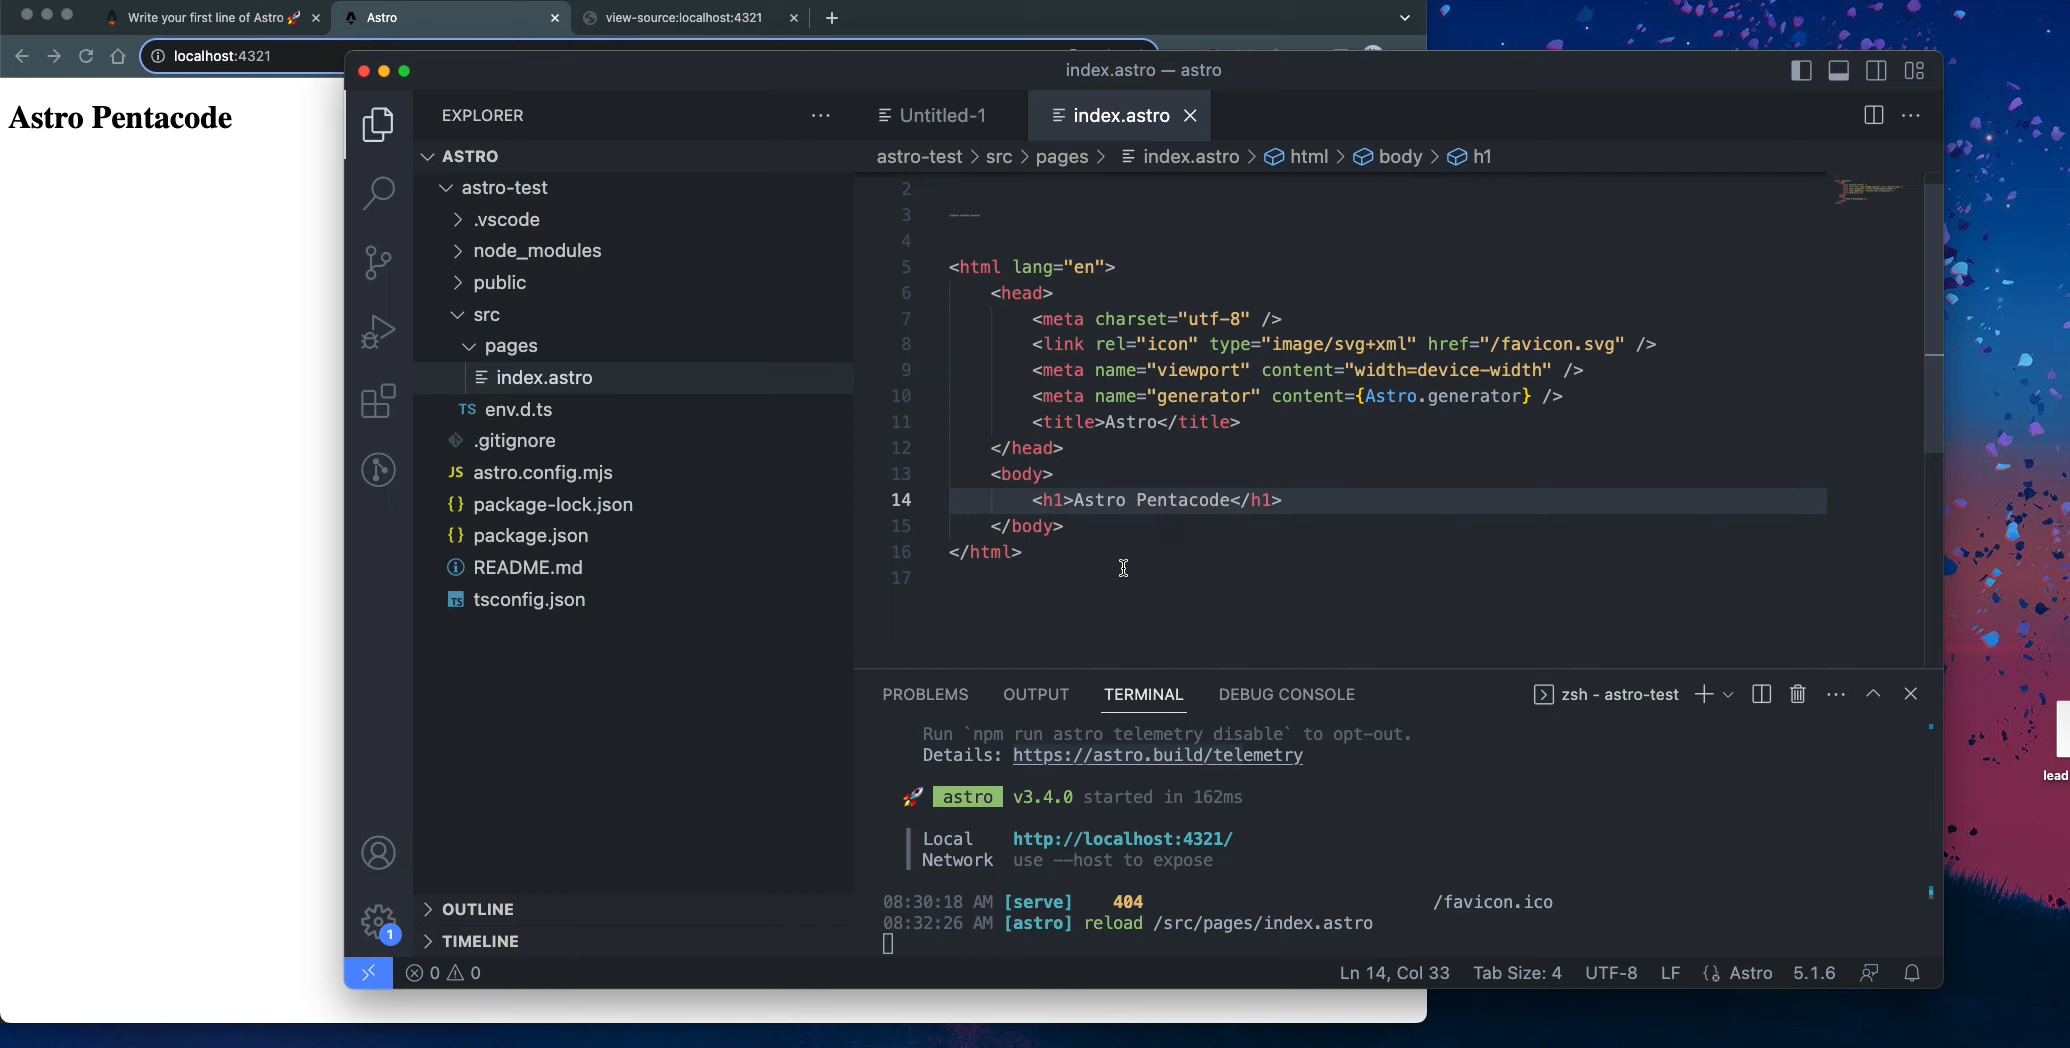 Write your first line of Astro 🚀
Astro
view-source:localhost:4321
localhost:4321
Astro Pentacode
index.astro — astro
EXPLORER
ASTRO
astro-test
.vscode
node_modules
public
src
pages
index.astro
TS env.d.ts
.gitignore
JS astro.config.mjs
{} package-lock.json
{} package.json
README.md
TS tsconfig.json
OUTLINE
TIMELINE
1
Untitled-1
index.astro
astro-test > src > pages > index.astro > html > body > h1
2
3 ---
4
5 <html lang="en">
6 <head>
7 <meta charset="utf-8" />
8 <link rel="icon" type="image/svg+xml" href="/favicon.svg" />
9 <meta name="viewport" content="width=device-width" />
10 <meta name="generator" content={Astro.generator} />
11 <title>Astro</title>
12 </head>
13 <body>
14 <h1>Astro Pentacode</h1>
15 </body>
16 </html>
17
PROBLEMS OUTPUT TERMINAL DEBUG CONSOLE
zsh - astro-test
Run `npm run astro telemetry disable` to opt-out.
Details: https://astro.build/telemetry
🚀 astro v3.4.0 started in 162ms
Local http://localhost:4321/
Network use --host to expose
08:30:18 AM [serve] 404 /favicon.ico
08:32:26 AM [astro] reload /src/pages/index.astro
0 0
Ln 14, Col 33 Tab Size: 4 UTF-8 LF {} Astro 5.1.6
lead